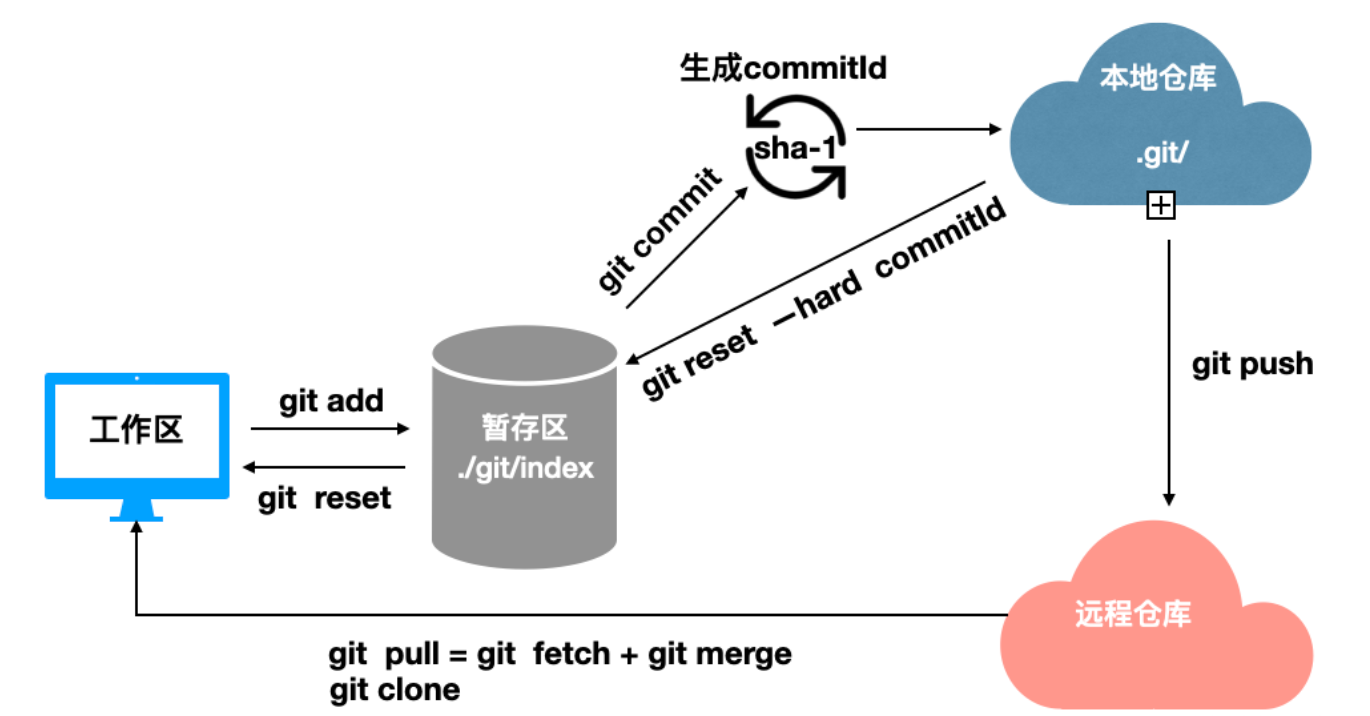 生成commitId
sha-1
本地仓库
.git/
git commit
git reset —hard commitId
git push
工作区
git add
git reset
暂存区
./git/index
远程仓库
git pull = git fetch + git merge
git clone